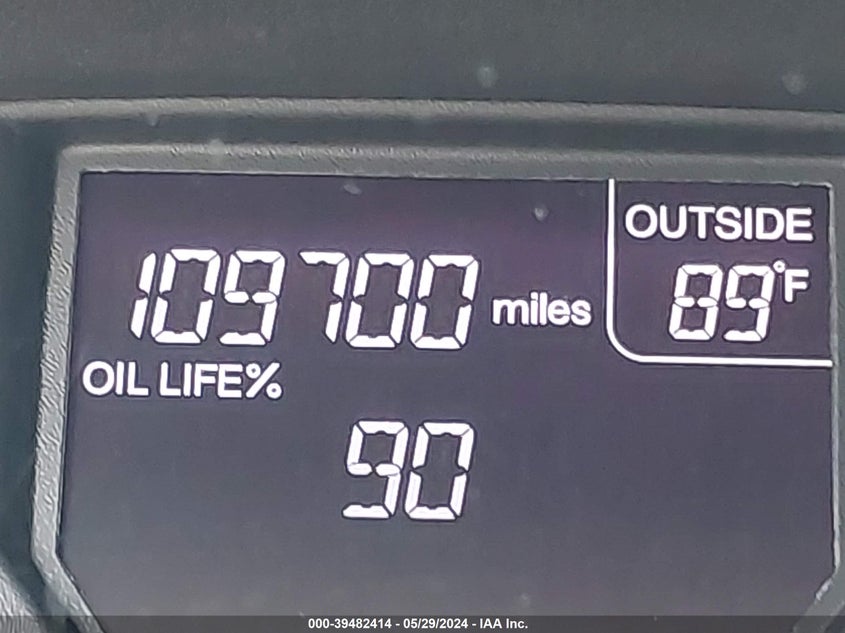 109700 miles
OUTSIDE
89°F
OIL LIFE%
90
000-39482414 - 05/29/2024 - IAA Inc.